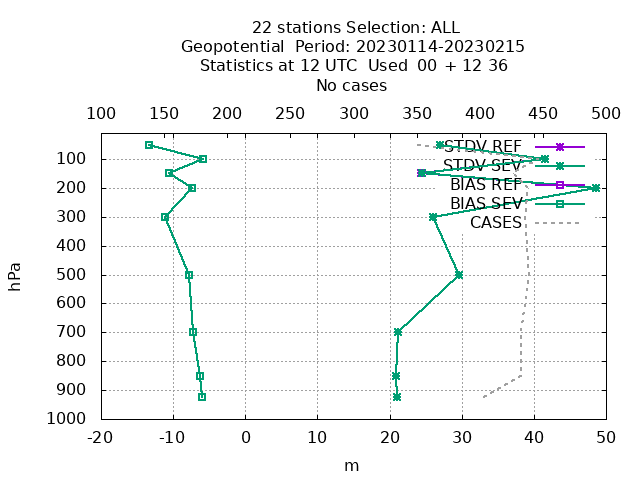 22 stations Selection: ALL
Geopotential  Period: 20230114-20230215
Statistics at 12 UTC  Used  00 + 12 36
No cases
100 150 200 250 300 350 400 450 500
STDV REF
STDV SEV
BIAS REF
BIAS SEV
CASES
hPa
100
200
300
400
500
600
700
800
900
1000
-20 -10 0 10 20 30 40 50
m